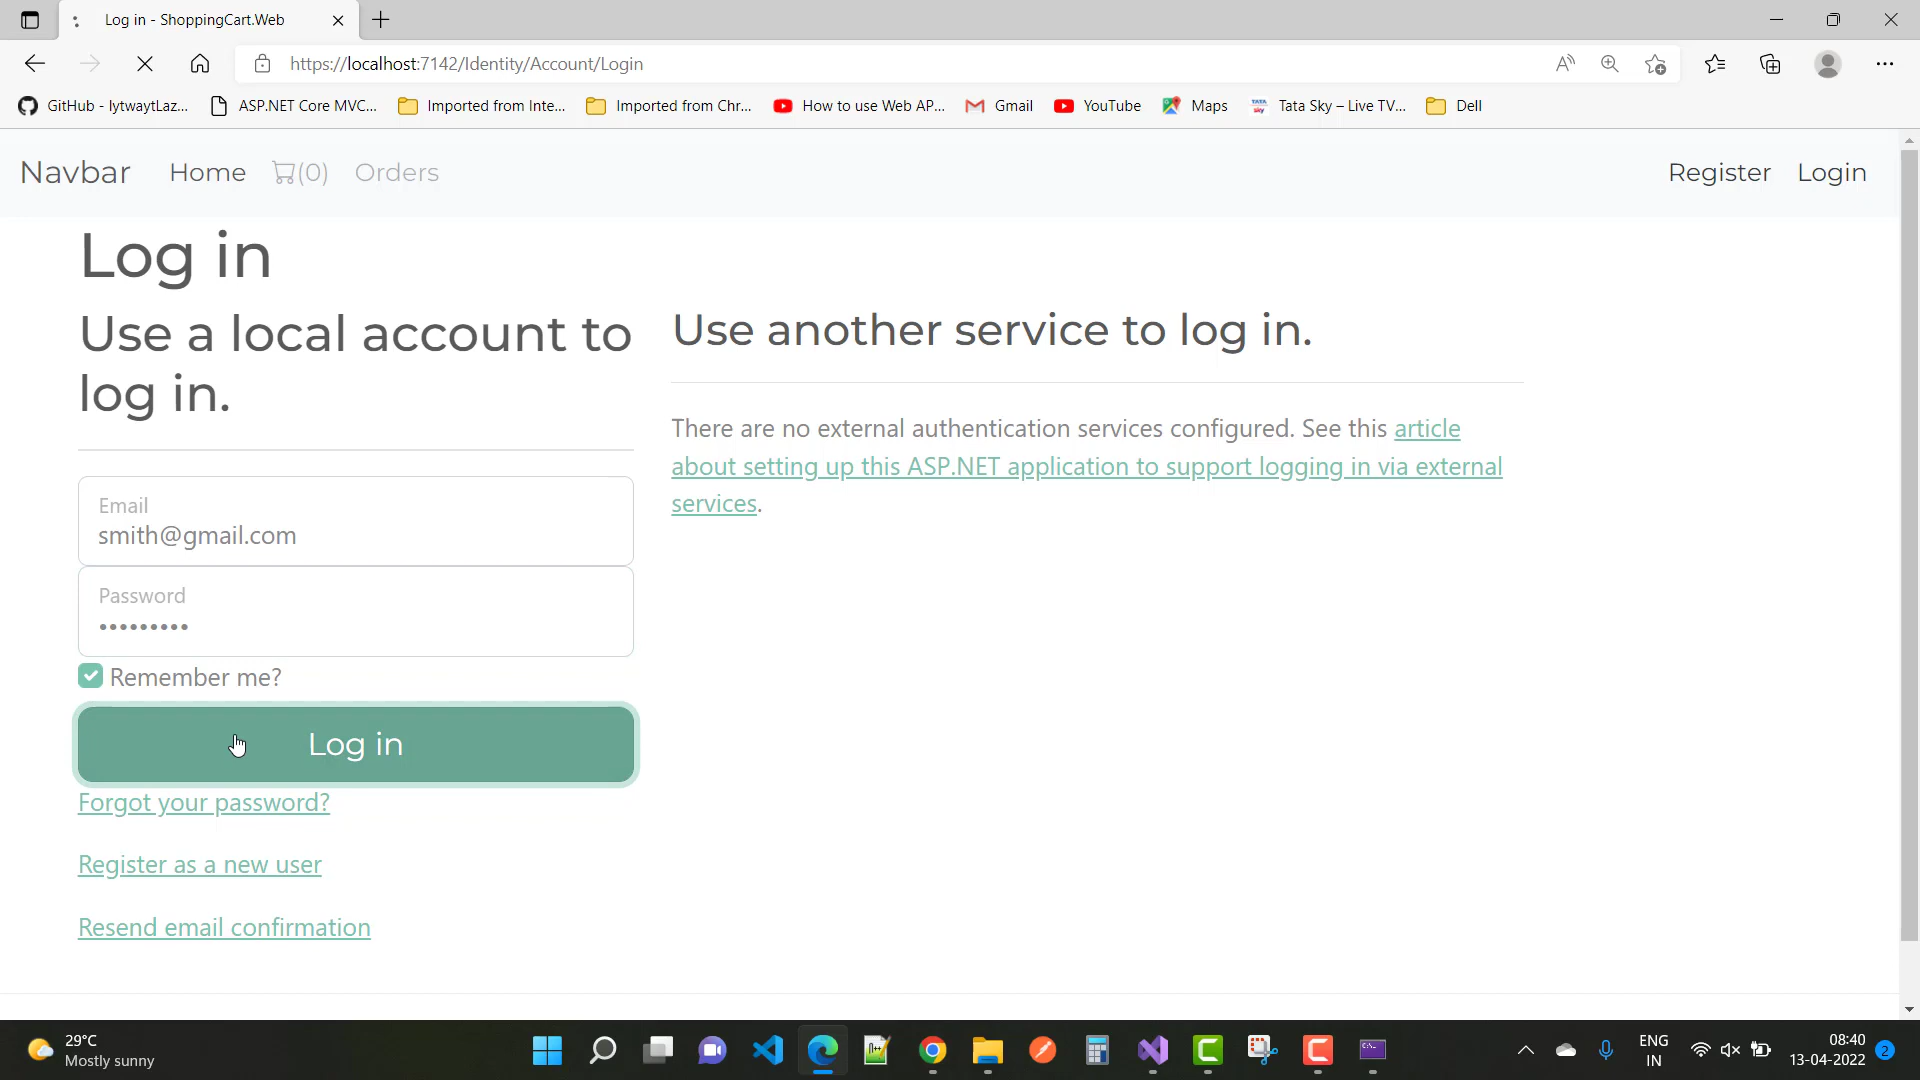 Log in - ShoppingCart.Web
https://localhost:7142/Identity/Account/Login
GitHub - lytwaytLaz...
ASP.NET Core MVC...
Imported from Inte...
Imported from Chr...
How to use Web AP...
Gmail
YouTube
Maps
Tata Sky – Live TV...
Dell
Navbar
Home
(0)
Orders
Register
Login
Log in
Use a local account to
log in.
Email
smith@gmail.com
Password
•••••••••
Remember me?
Log in
Forgot your password?
Register as a new user
Resend email confirmation
Use another service to log in.
There are no external authentication services configured. See this article
about setting up this ASP.NET application to support logging in via external
services.
29°C
Mostly sunny
ENG
IN
08:40
13-04-2022
2